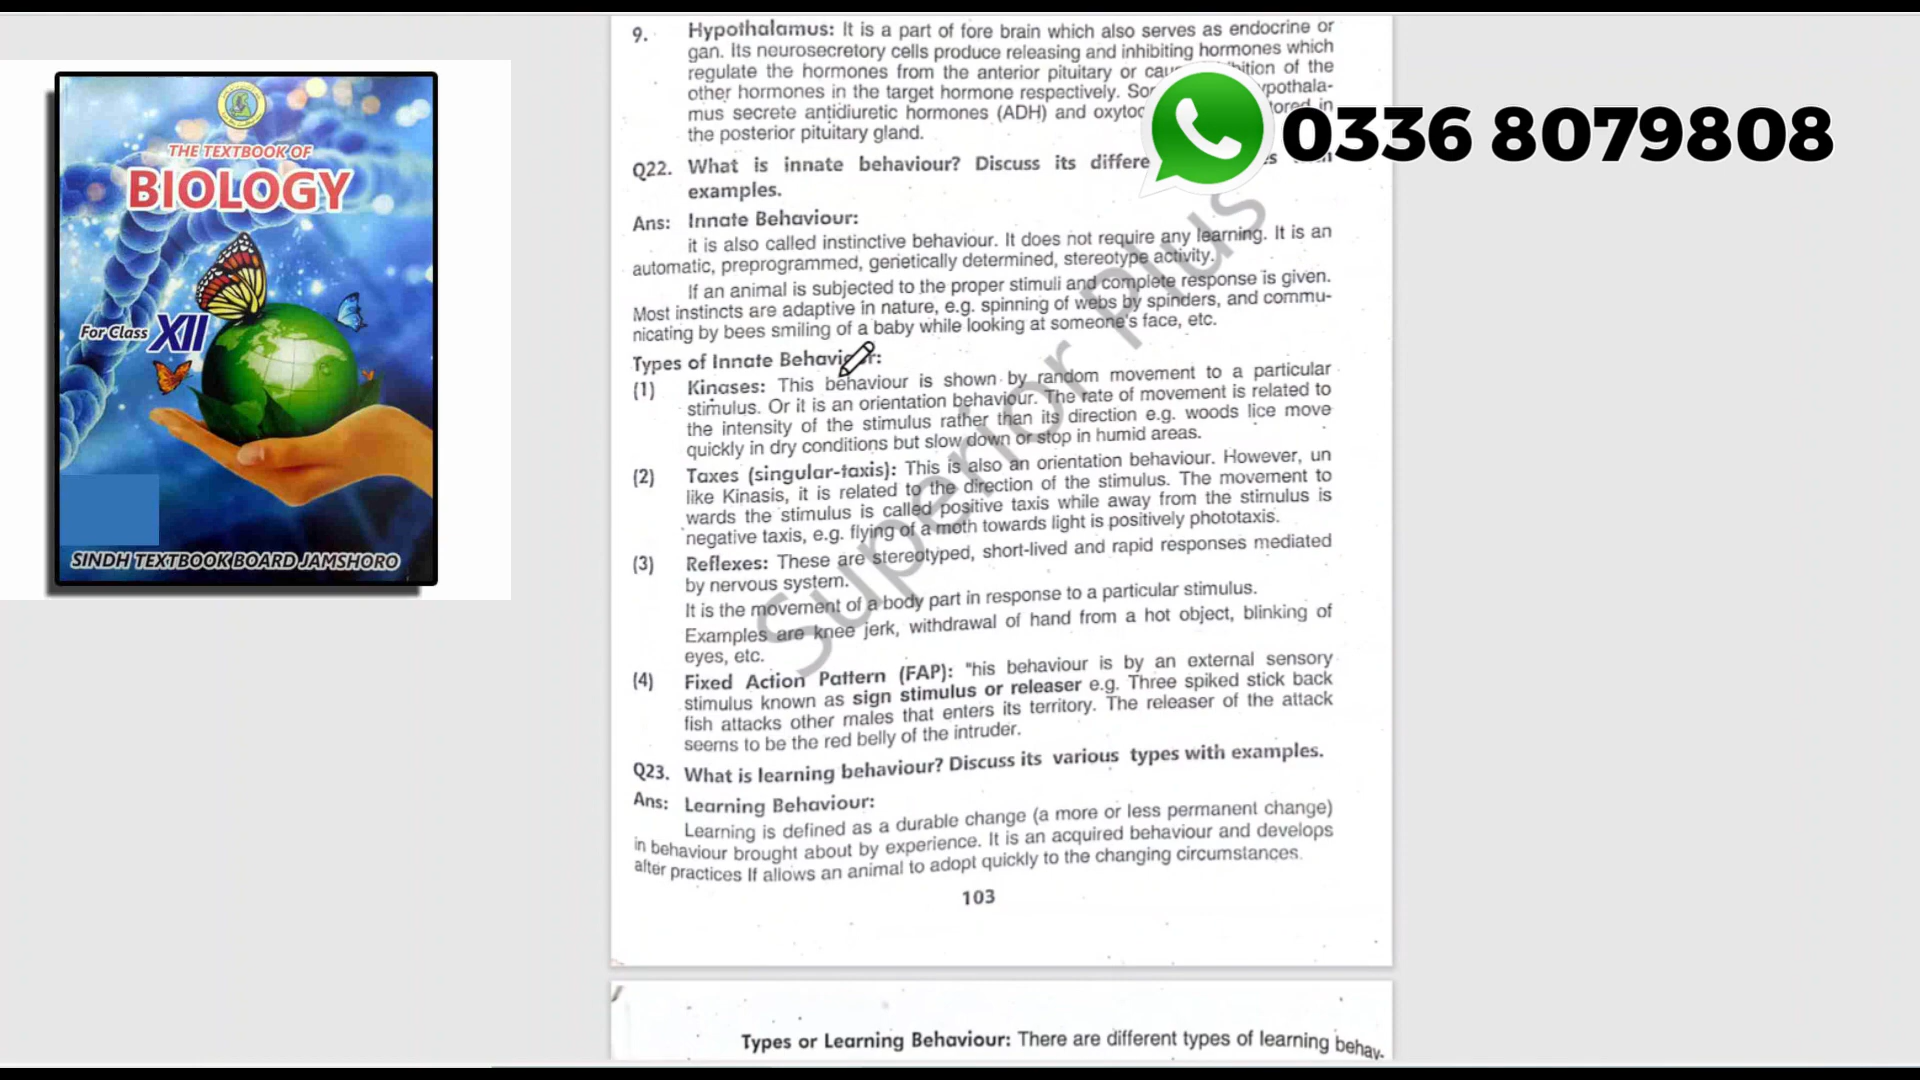 THE TEXTBOOK OF
BIOLOGY
For Class XII
SINDH TEXTBOOK BOARD JAMSHORO
0336 8079808
9. Hypothalamus: It is a part of fore brain which also serves as endocrine or
gan. Its neurosecretory cells produce releasing and inhibiting hormones which
regulate the hormones from the anterior pituitary or bition of the
other hormones in the target hormone respectively. ypothala-
mus secrete antidiuretic hormones (ADH) and stored in
the posterior pituitary gland.
Q22. What is innate behaviour? Discuss its
examples.
Ans: Innate Behaviour:
it is also called instinctive behaviour. It does not require any learning. It is an
automatic, preprogrammed, genetically determined, stereotype activity.
If an animal is subjected to the proper stimuli and complete response is given.
Most instincts are adaptive in nature, e.g. spinning of webs by spinders, and commu-
nicating by bees smiling of a baby while looking at someone's face, etc.
Types of Innate Behaviour:
(1) Kinases: This behaviour is shown by random movement to a particular
stimulus. Or it is an orientation behaviour. The rate of movement is related to
the intensity of the stimulus rather than its direction e.g. woods lice move
quickly in dry conditions but slow down or stop in humid areas.
(2) Taxes (singular-taxis): This is also an orientation behaviour. However, un
like Kinasis, it is related to the direction of the stimulus. The movement to
wards the stimulus is called positive taxis while away from the stimulus is
negative taxis, e.g. flying of a moth towards light is positively phototaxis.
(3) Reflexes: These are stereotyped, short-lived and rapid responses mediated
by nervous system.
It is the movement of a body part in response to a particular stimulus.
Examples are knee jerk, withdrawal of hand from a hot object, blinking of
eyes, etc.
(4) Fixed Action Pattern (FAP): "his behaviour is by an external sensory
stimulus known as sign stimulus or releaser e.g. Three spiked stick back
fish attacks other males that enters its territory. The releaser of the attack
seems to be the red belly of the intruder.
Q23. What is learning behaviour? Discuss its various types with examples.
Ans: Learning Behaviour:
Learning is defined as a durable change (a more or less permanent change)
in behaviour brought about by experience. It is an acquired behaviour and develops
alter practices If allows an animal to adopt quickly to the changing circumstances.
103
Types or Learning Behaviour: There are different types of learning behav-
Superior Plus